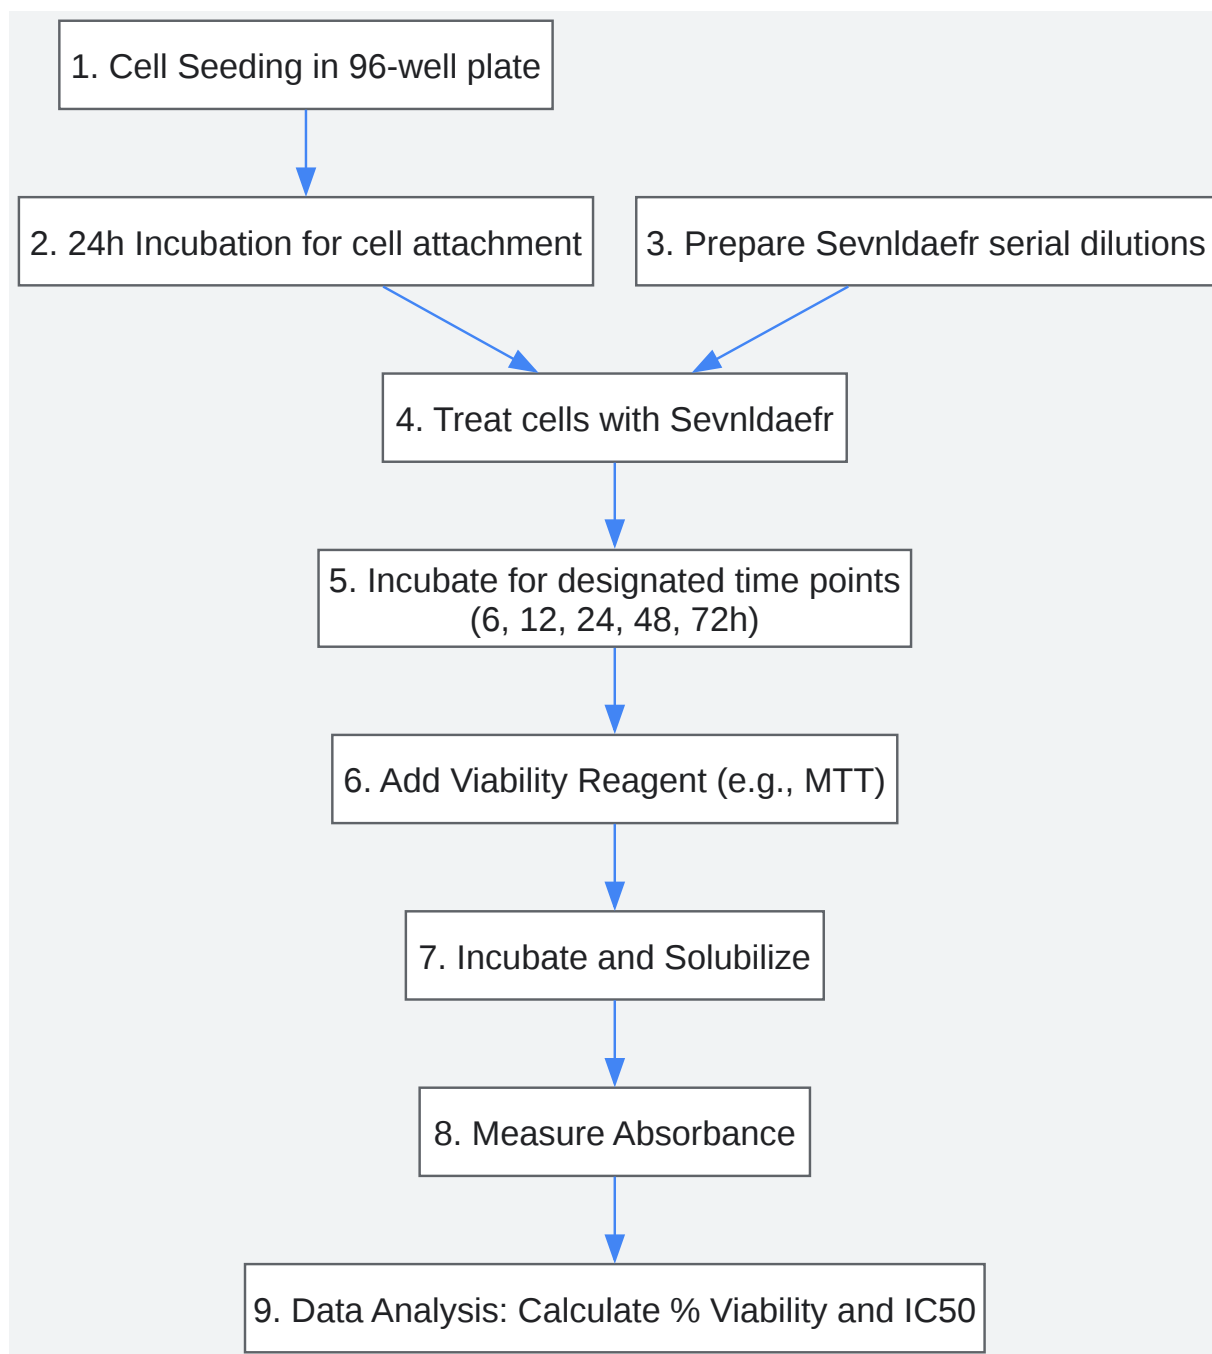 1. Cell Seeding in 96-well plate
2. 24h Incubation for cell attachment
3. Prepare Sevnldaefr serial dilutions
4. Treat cells with Sevnldaefr
5. Incubate for designated time points
(6, 12, 24, 48, 72h)
6. Add Viability Reagent (e.g., MTT)
7. Incubate and Solubilize
8. Measure Absorbance
9. Data Analysis: Calculate % Viability and IC50